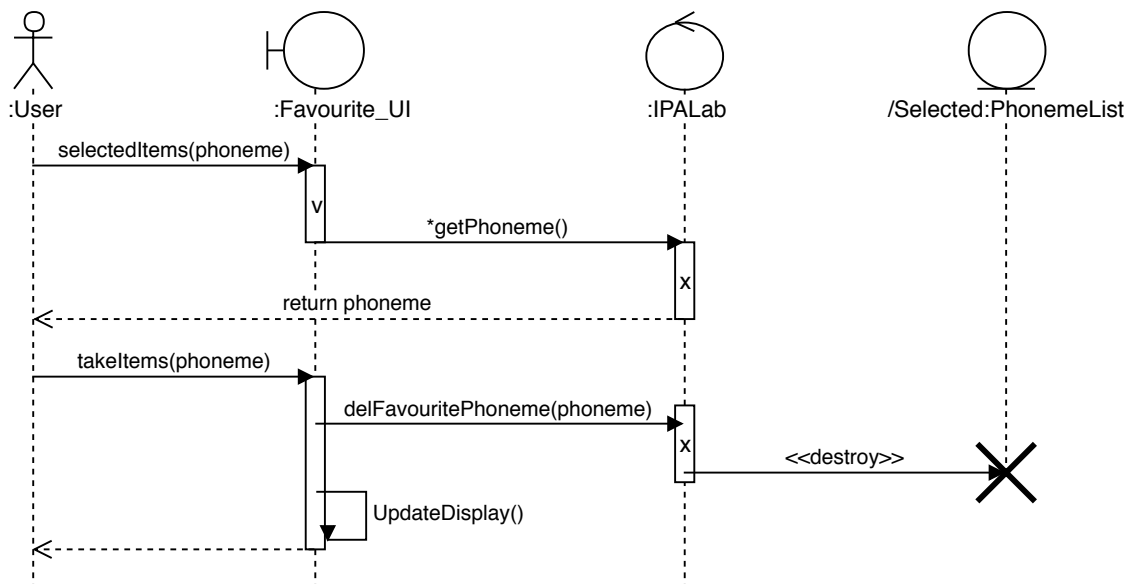 :User
:Favourite_UI
:IPALab
/Selected:PhonemeList
selectedItems(phoneme)
v
*getPhoneme()
x
return phoneme
takeItems(phoneme)
delFavouritePhoneme(phoneme)
x
<<destroy>>
UpdateDisplay()